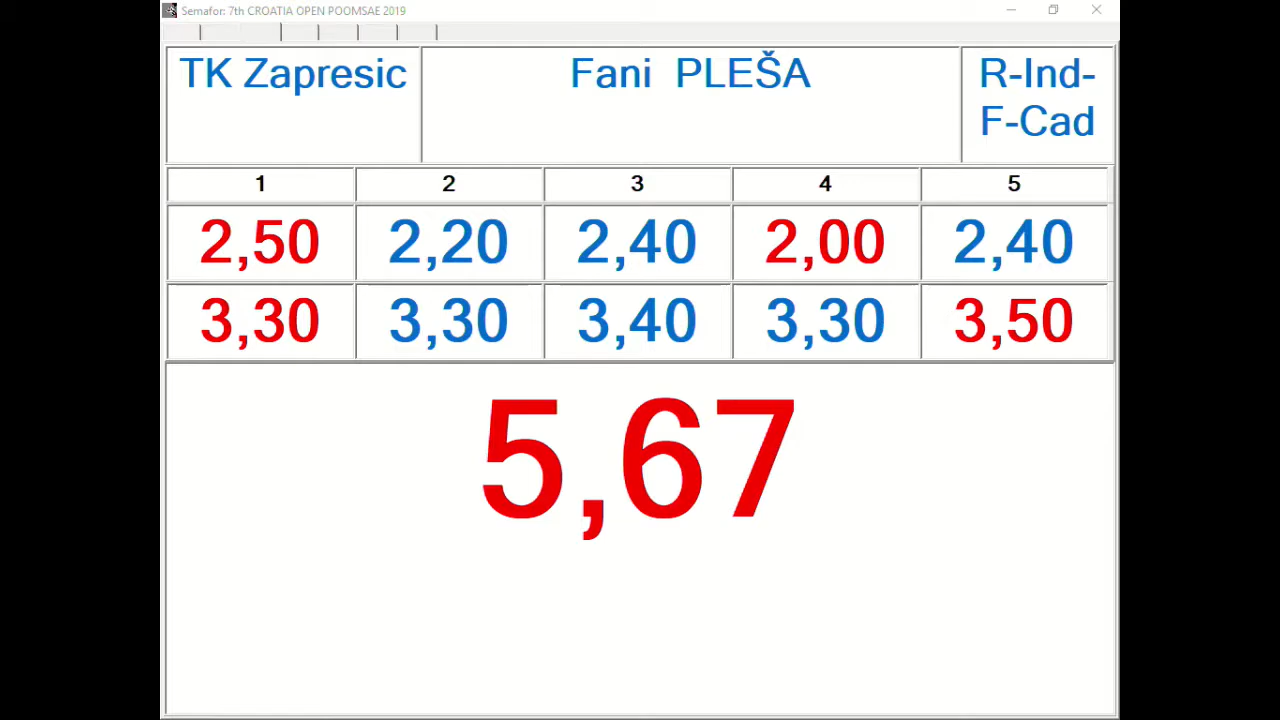 Semafor: 7th CROATIA OPEN POOMSAE 2019
TK Zapresic
Fani PLEŠA
R-Ind-
F-Cad
1 2 3 4 5
2,50 2,20 2,40 2,00 2,40
3,30 3,30 3,40 3,30 3,50
5,67